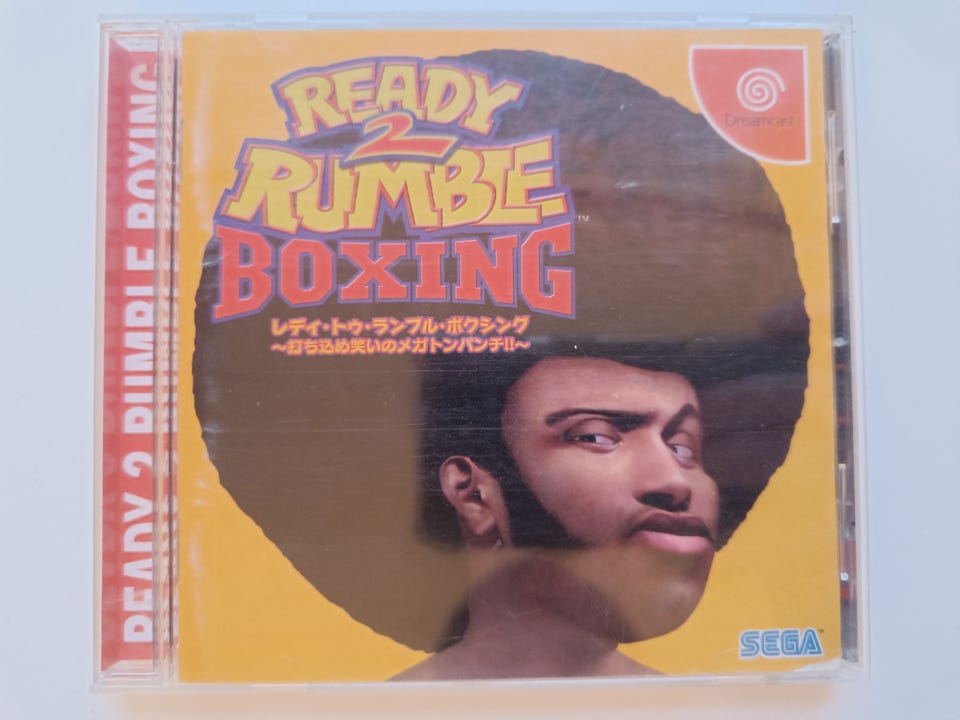 READY 2 RUMBLE BOXING
READY
2
RUMBLE
BOXING
TM
レディ・トゥ・ランブル・ボクシング
〜打ち込め笑いのメガトンパンチ!!〜
Dreamcast
SEGA